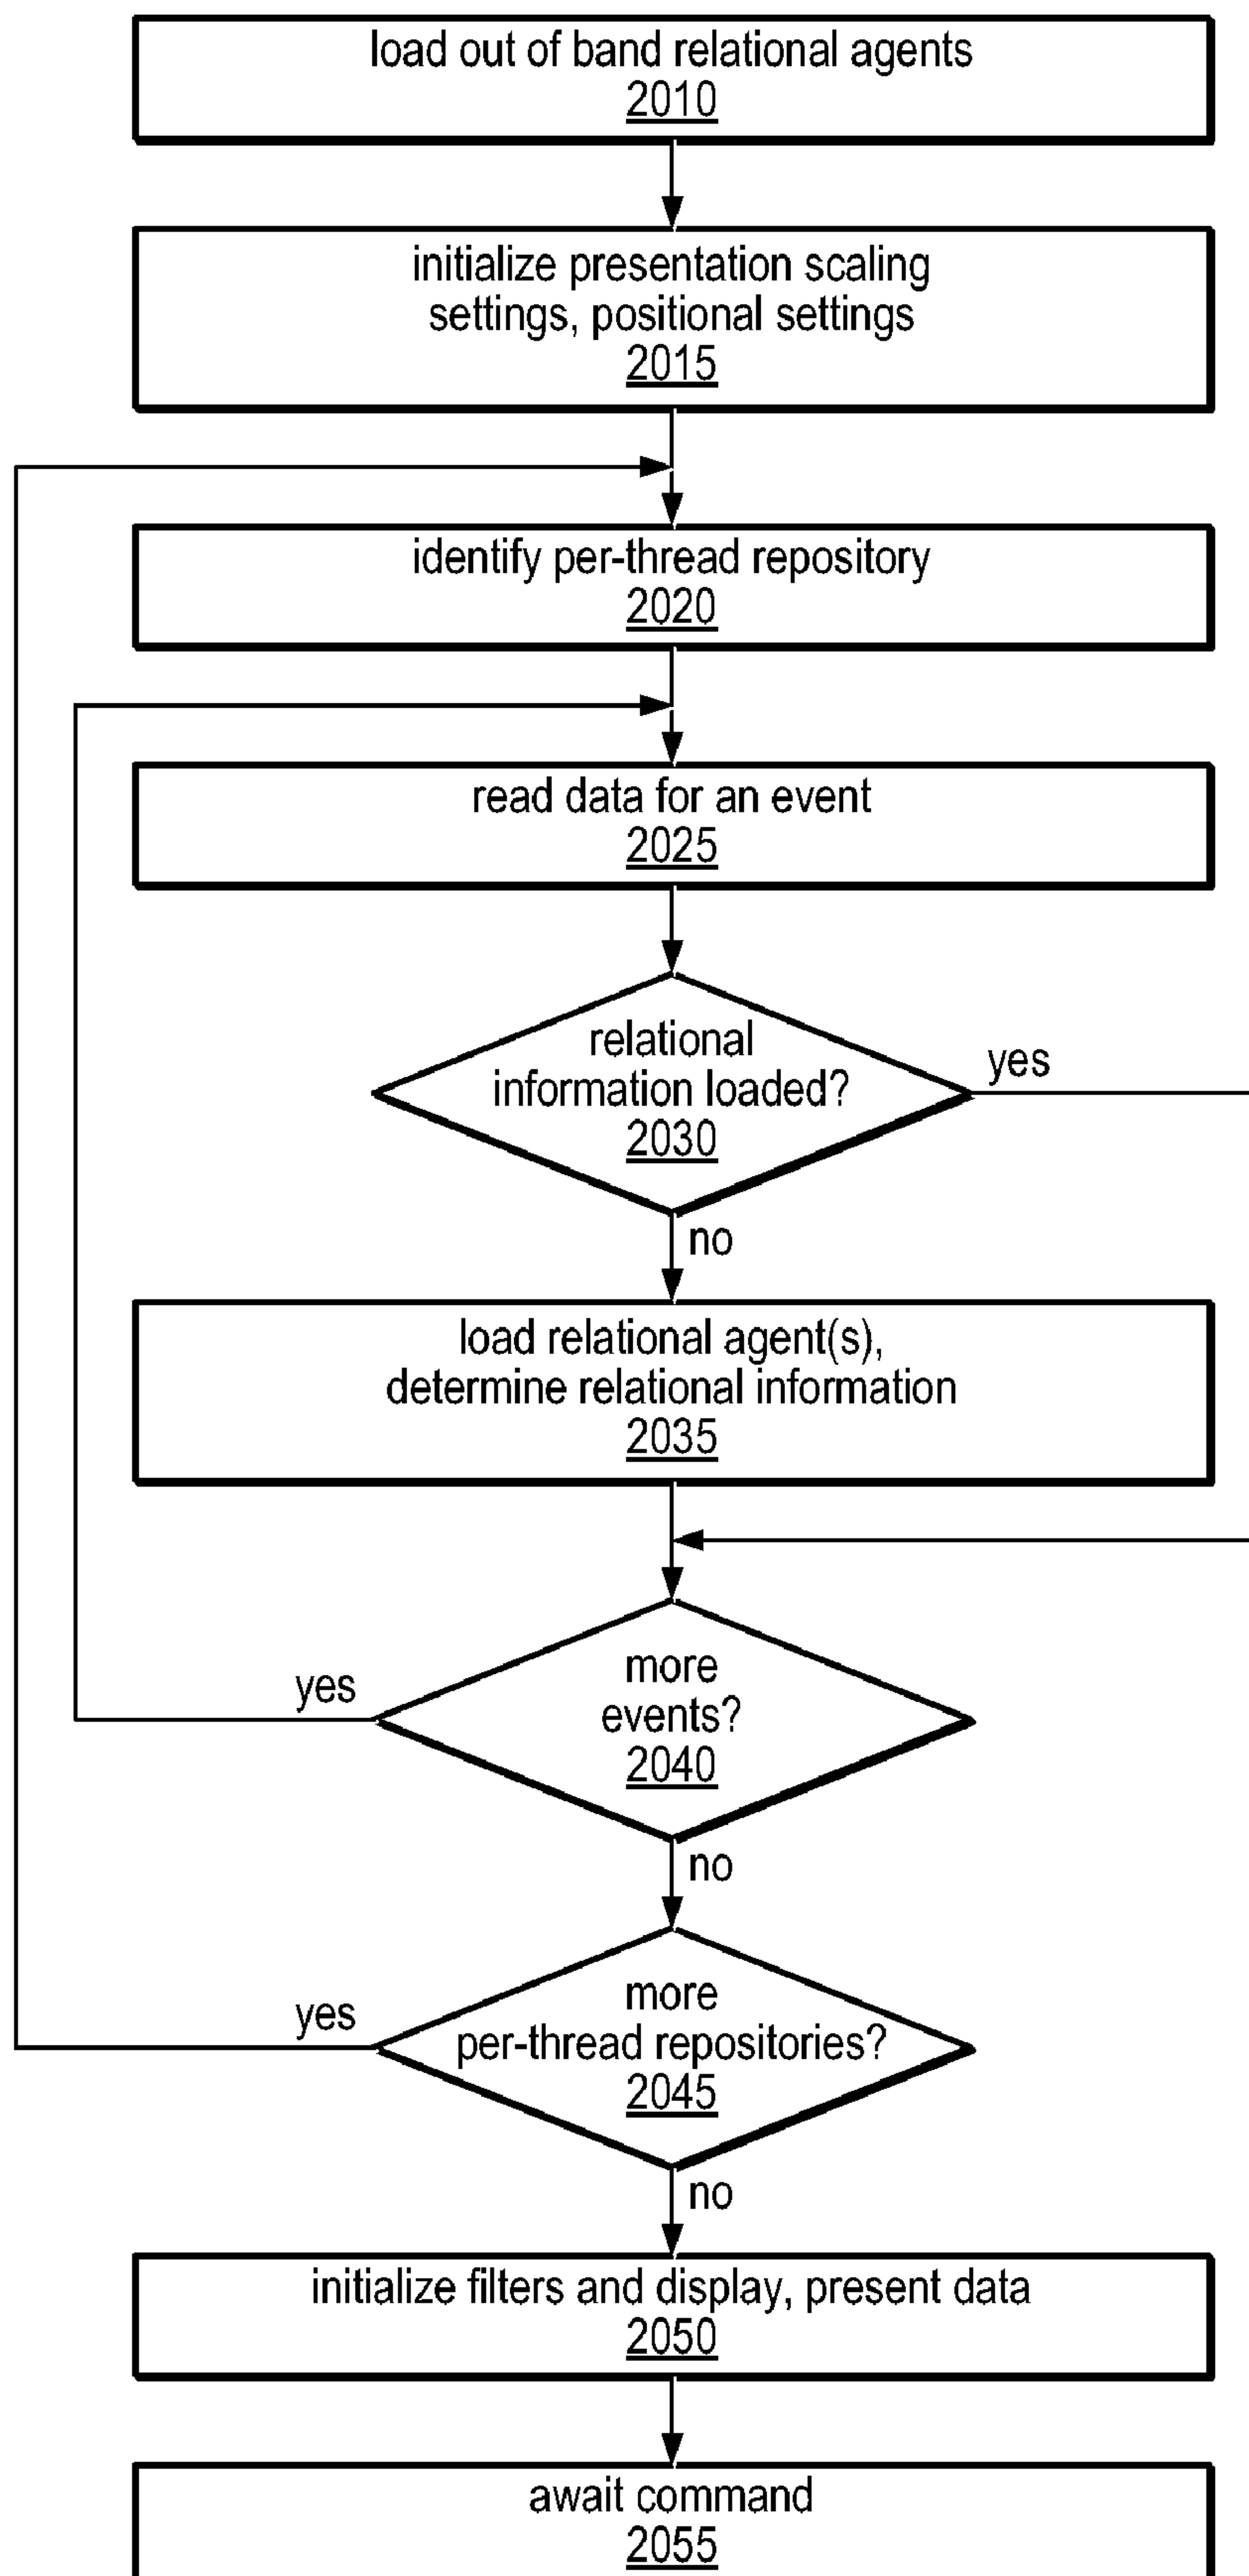 load out of band relational agents
2010
initialize presentation scaling
settings, positional settings
2015
identify per-thread repository
2020
read data for an event
2025
relational
information loaded?
2030
yes
no
load relational agent(s),
determine relational information
2035
more
events?
2040
yes
no
more
per-thread repositories?
2045
yes
no
initialize filters and display, present data
2050
await command
2055